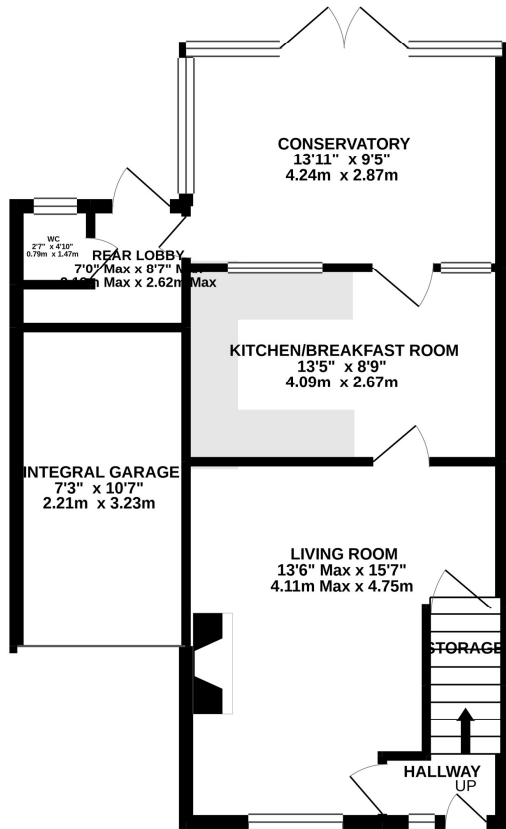 CONSERVATORY
13'11" x 9'5"
4.24m x 2.87m
WC
2'7" x 4'10"
0.79m x 1.47m
REAR LOBBY
7'0" Max x 8'7" Max
Max x 2.62m Max
KITCHEN/BREAKFAST ROOM
13'5" x 8'9"
4.09m x 2.67m
INTEGRAL GARAGE
7'3" x 10'7"
2.21m x 3.23m
LIVING ROOM
13'6" Max x 15'7"
4.11m Max x 4.75m
STORAGE
HALLWAY
UP